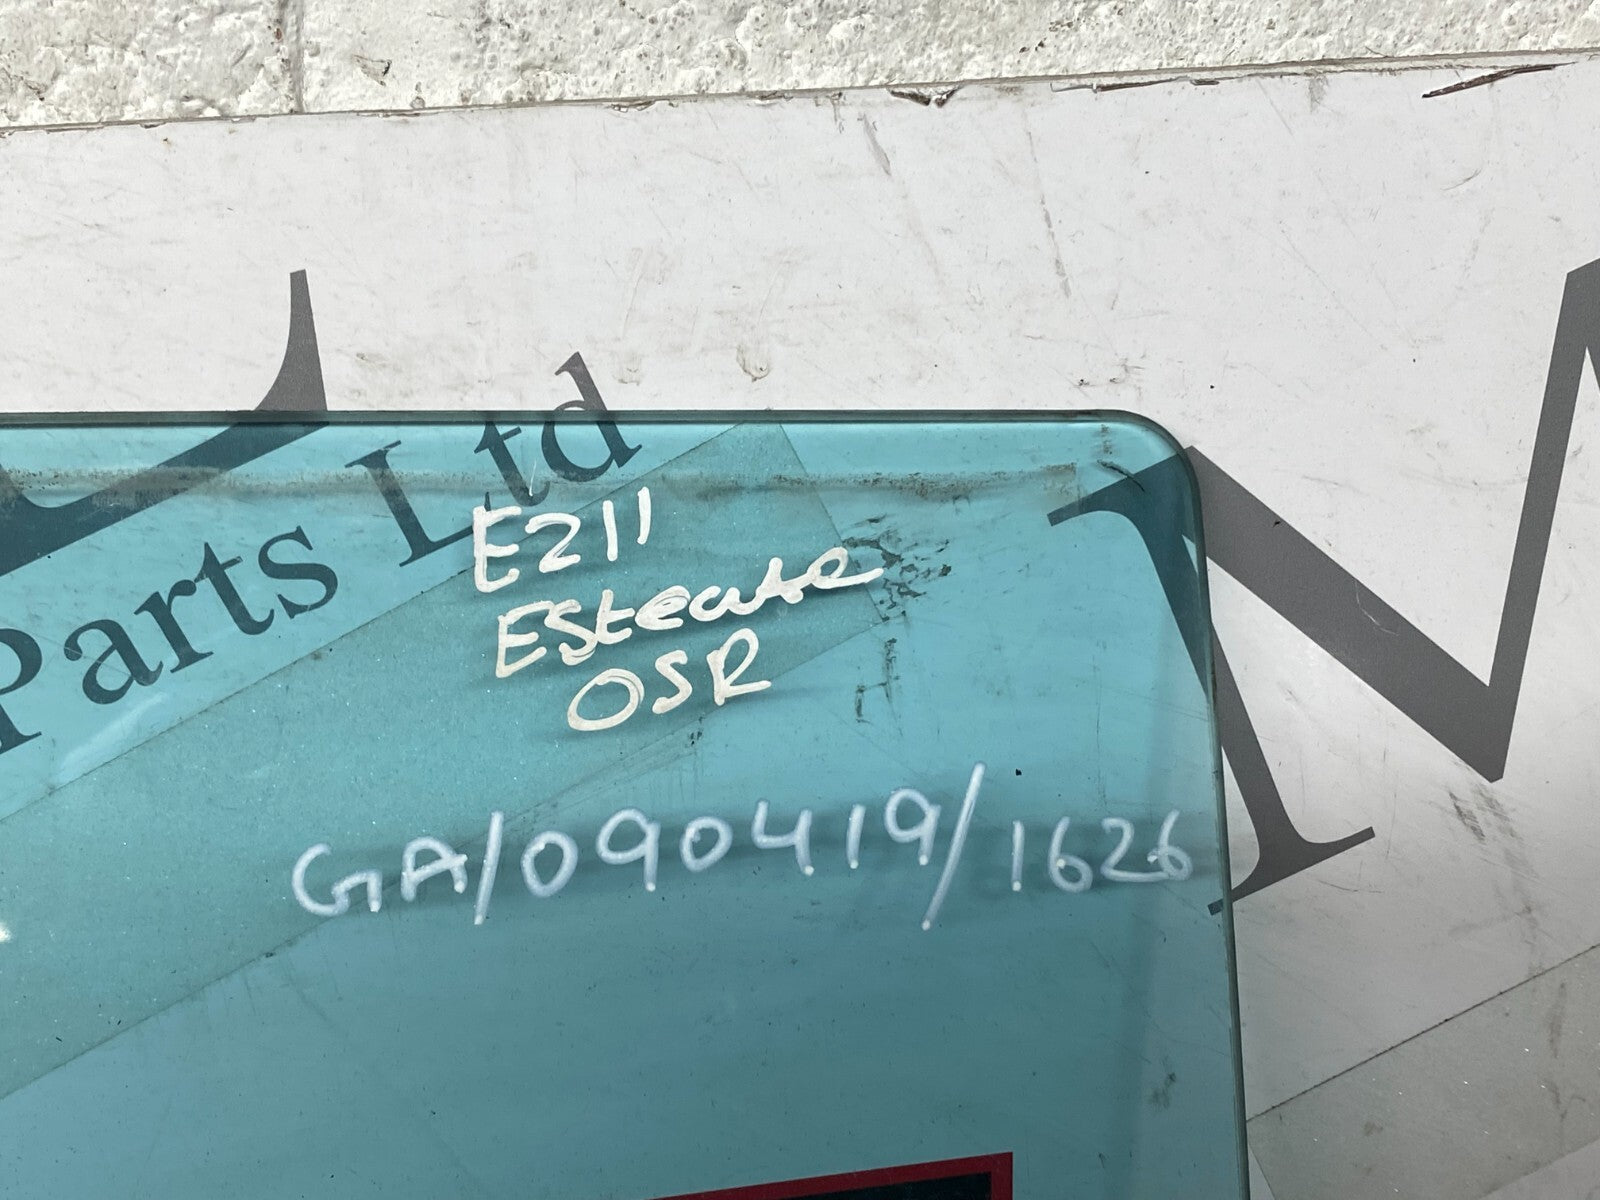 Parts Ltd
E211
Esteate
OSR
GA/090419/1626
M